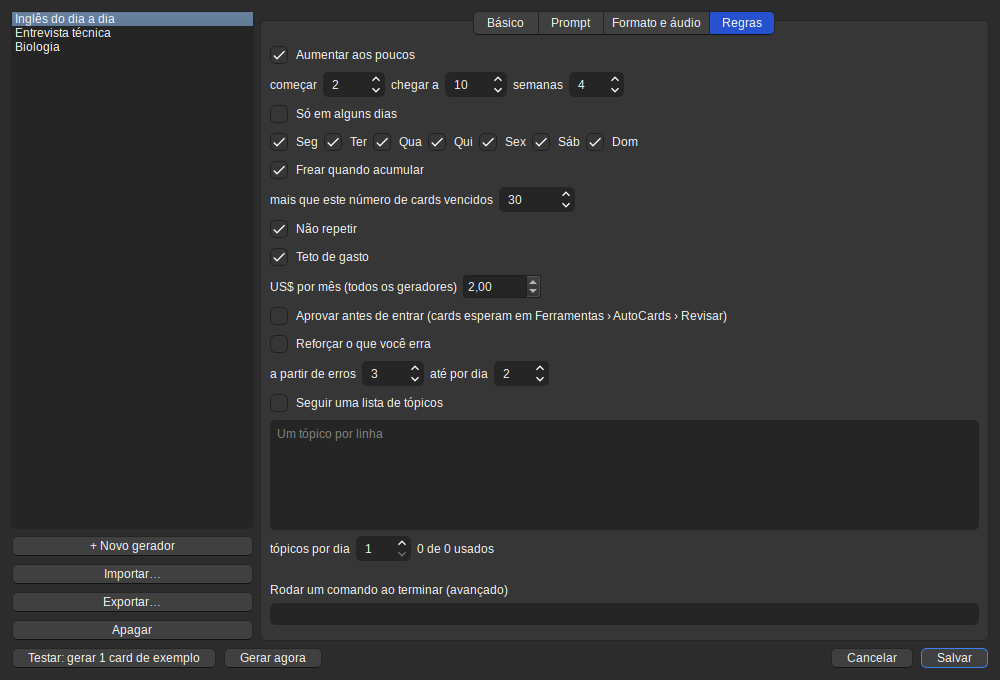 Inglês do dia a dia
Entrevista técnica
Biologia
Básico Prompt Formato e áudio Regras
Aumentar aos poucos
começar 2 chegar a 10 semanas 4
Só em alguns dias
Seg Ter Qua Qui Sex Sáb Dom
Frear quando acumular
mais que este número de cards vencidos 30
Não repetir
Teto de gasto
US$ por mês (todos os geradores) 2,00
Aprovar antes de entrar (cards esperam em Ferramentas › AutoCards › Revisar)
Reforçar o que você erra
a partir de erros 3 até por dia 2
Seguir uma lista de tópicos
Um tópico por linha
tópicos por dia 1 0 de 0 usados
Rodar um comando ao terminar (avançado)
+ Novo gerador
Importar…
Exportar…
Apagar
Testar: gerar 1 card de exemplo Gerar agora Cancelar Salvar